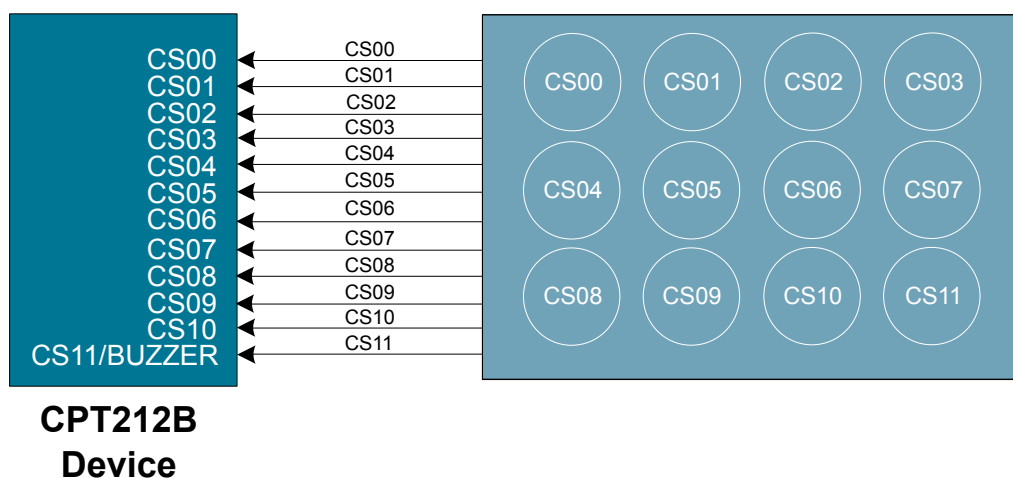 CS00
CS01
CS02
CS03
CS04
CS05
CS06
CS07
CS08
CS09
CS10
CS11/BUZZER
CS00
CS01
CS02
CS03
CS04
CS05
CS06
CS07
CS08
CS09
CS10
CS11
CS00 CS01 CS02 CS03
CS04 CS05 CS06 CS07
CS08 CS09 CS10 CS11
CPT212B
Device